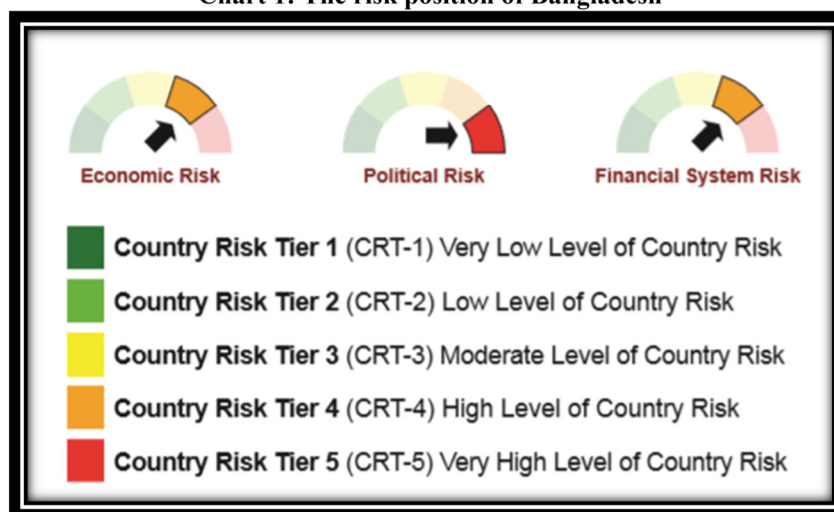 Chart 1: The risk position of Bangladesh
Economic Risk
Political Risk
Financial System Risk
Country Risk Tier 1 (CRT-1) Very Low Level of Country Risk
Country Risk Tier 2 (CRT-2) Low Level of Country Risk
Country Risk Tier 3 (CRT-3) Moderate Level of Country Risk
Country Risk Tier 4 (CRT-4) High Level of Country Risk
Country Risk Tier 5 (CRT-5) Very High Level of Country Risk